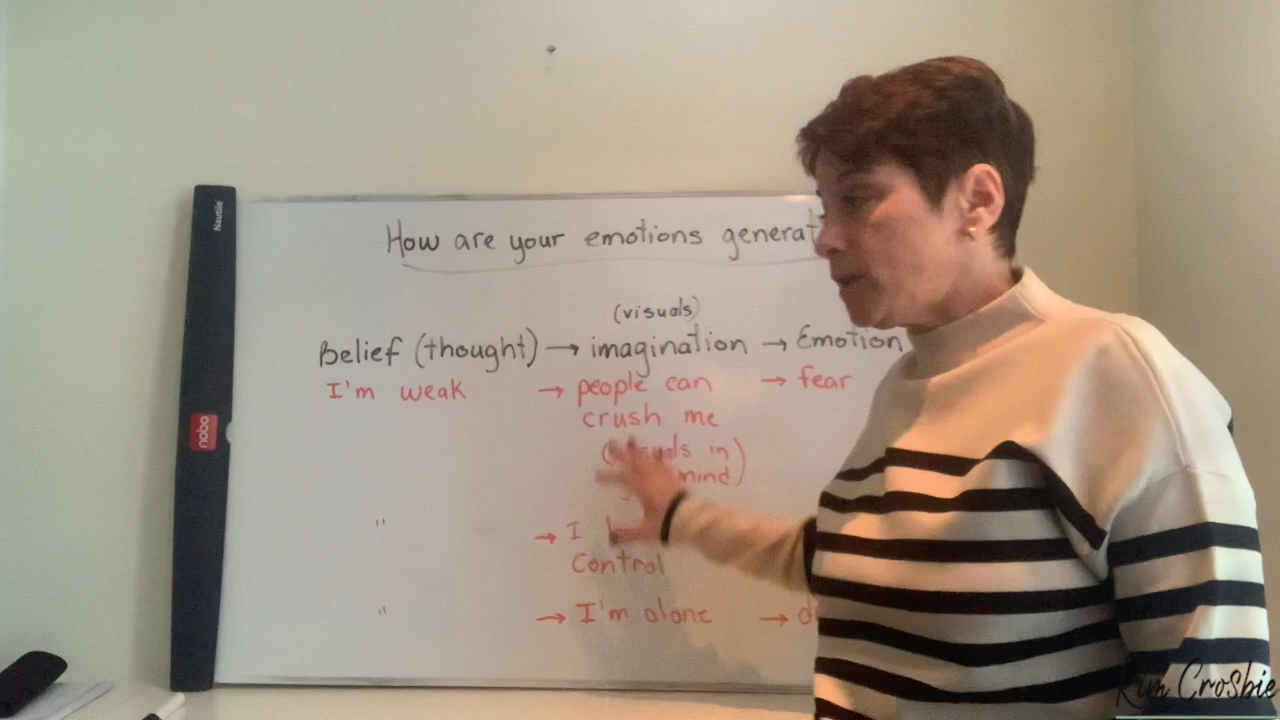 Nautile
nobo
How are your emotions generat
(visuals)
Belief (thought) → imagination → Emotion
I'm weak → people can → fear
crush me
in)
mind)
" → I
Control
" → I'm alone →
Kim Crosbie